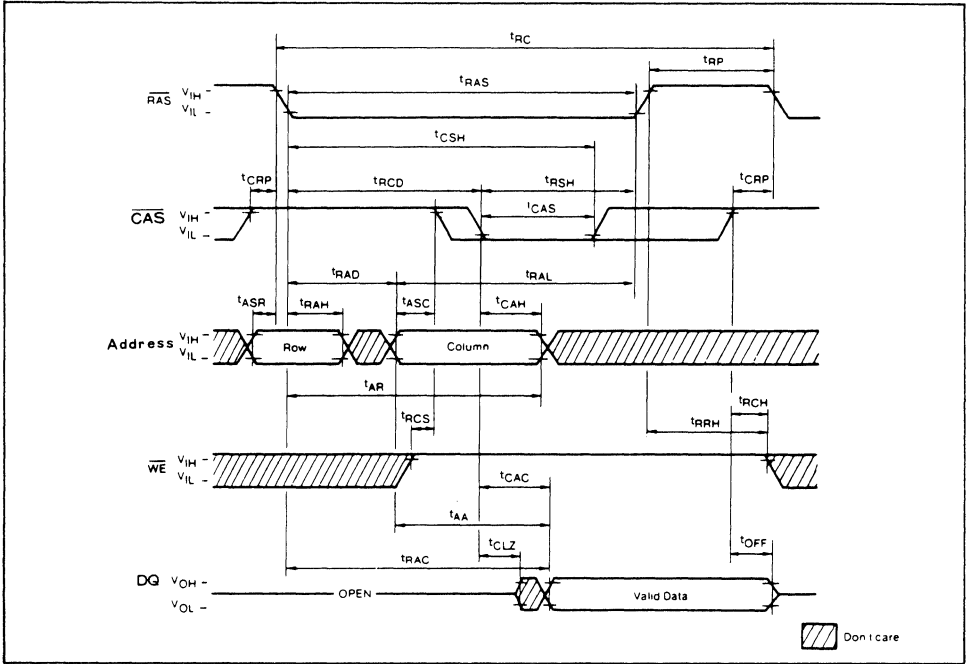 tRC
tRP
tRAS
RAS VIH
VIL
tCSH
tCRP tRCD tRSH tCRP
tCAS
CAS VIH
VIL
tRAD tRAL
tASR tRAH tASC tCAH
Address VIH
VIL
Row Column
tAR
tRCS tRCH
tRRH
WE VIH
VIL
tCAC
tAA
tRAC tCLZ tOFF
DQ VOH
VOL
OPEN Valid Data
Don t care